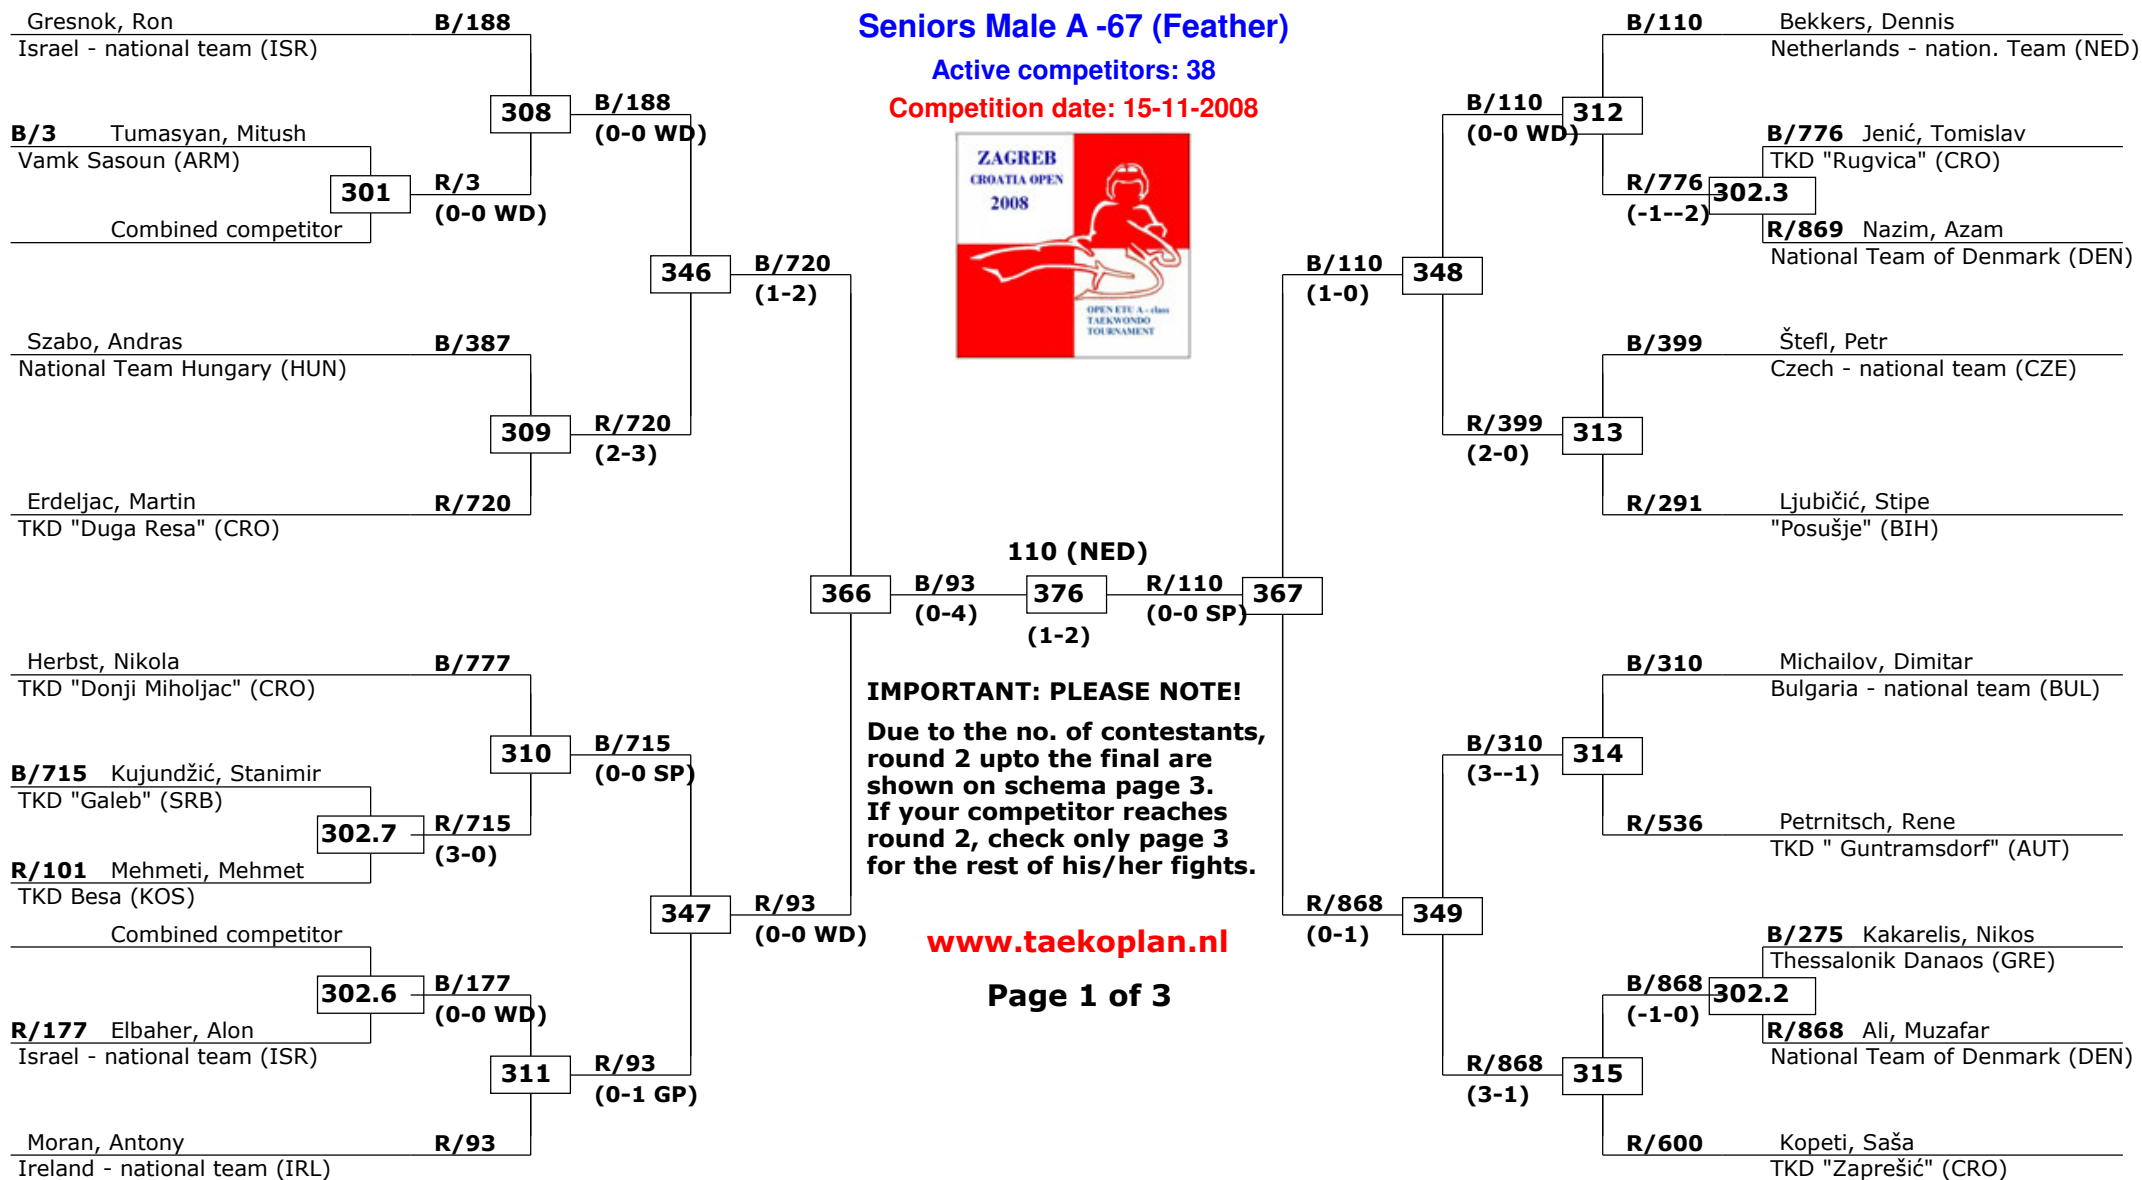 Seniors Male A -67 (Feather)
Active competitors: 38
Competition date: 15-11-2008
ZAGREB
CROATIA OPEN
2008
OPEN ETU A - class
TAEKWONDO
TOURNAMENT
Gresnok, Ron B/188
Israel - national team (ISR)
308
B/188
(0-0 WD)
B/3 Tumasyan, Mitush
Vamk Sasoun (ARM)
301
R/3
(0-0 WD)
Combined competitor
346
B/720
(1-2)
Szabo, Andras B/387
National Team Hungary (HUN)
309
R/720
(2-3)
Erdeljac, Martin R/720
TKD "Duga Resa" (CRO)
366
B/93
(0-4)
110 (NED)
376
(1-2)
R/110
(0-0 SP)
367
Herbst, Nikola B/777
TKD "Donji Miholjac" (CRO)
310
B/715
(0-0 SP)
B/715 Kujundžić, Stanimir
TKD "Galeb" (SRB)
302.7
R/715
(3-0)
R/101 Mehmeti, Mehmet
TKD Besa (KOS)
347
R/93
(0-0 WD)
Combined competitor
302.6
B/177
(0-0 WD)
R/177 Elbaher, Alon
Israel - national team (ISR)
311
R/93
(0-1 GP)
Moran, Antony R/93
Ireland - national team (IRL)
IMPORTANT: PLEASE NOTE!
Due to the no. of contestants,
round 2 upto the final are
shown on schema page 3.
If your competitor reaches
round 2, check only page 3
for the rest of his/her fights.
www.taekoplan.nl
Page 1 of 3
B/110 Bekkers, Dennis
Netherlands - nation. Team (NED)
B/110
(0-0 WD)
312
B/776 Jenić, Tomislav
TKD "Rugvica" (CRO)
R/776
(-1--2)
302.3
R/869 Nazim, Azam
National Team of Denmark (DEN)
B/110
(1-0)
348
B/399 Štefl, Petr
Czech - national team (CZE)
R/399
(2-0)
313
R/291 Ljubičić, Stipe
"Posušje" (BIH)
B/310 Michailov, Dimitar
Bulgaria - national team (BUL)
B/310
(3--1)
314
R/536 Petrnitsch, Rene
TKD " Guntramsdorf" (AUT)
R/868
(0-1)
349
B/275 Kakarelis, Nikos
Thessalonik Danaos (GRE)
B/868
(-1-0)
302.2
R/868 Ali, Muzafar
National Team of Denmark (DEN)
R/868
(3-1)
315
R/600 Kopeti, Saša
TKD "Zaprešić" (CRO)